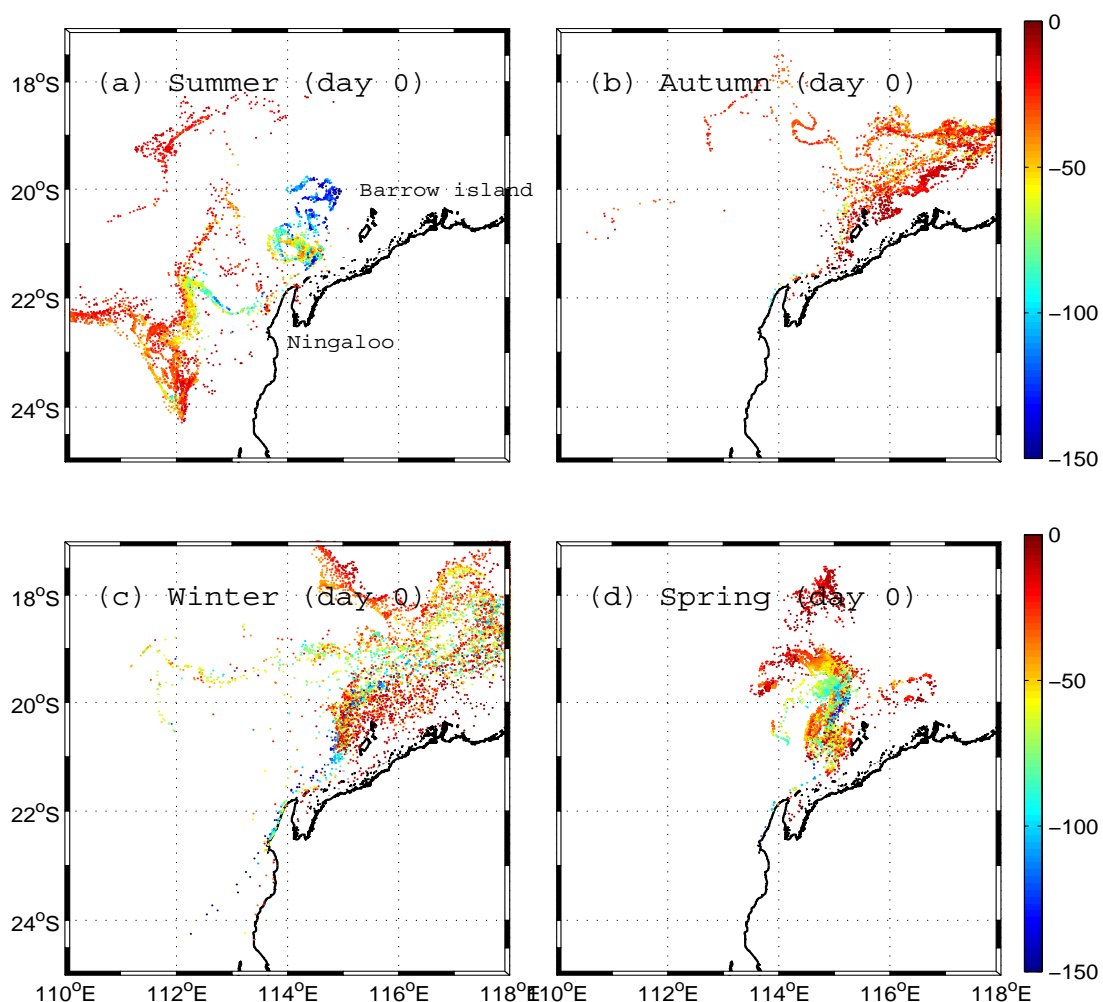 (a) Summer (day 0)
(b) Autumn (day 0)
0
18°S
−50
20°S
Barrow island
22°S
−100
Ningaloo
24°S
−150
0
18°S
(c) Winter (day 0)
(d) Spring (day 0)
−50
20°S
22°S
−100
24°S
−150
110°E 112°E 114°E 116°E 118°E
110°E 112°E 114°E 116°E 118°E